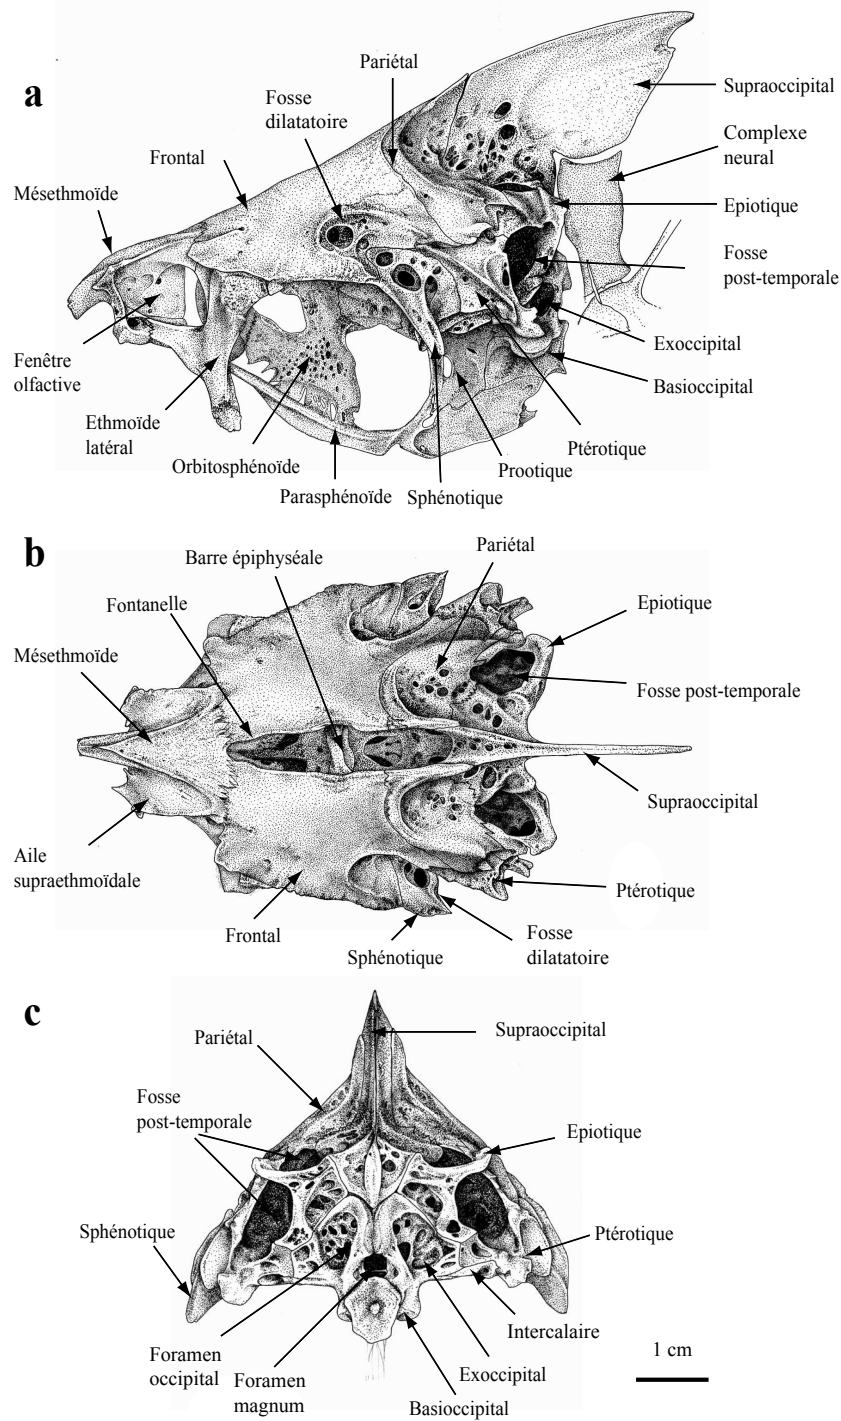 a
Pariétal
Supraoccipital
Fosse
dilatatoire
Complexe
neural
Frontal
Mésethmoïde
Epiotique
Fosse
post-temporale
Fenêtre
olfactive
Exoccipital
Basioccipital
Ethmoïde
latéral
Ptérotique
Orbitosphénoïde
Prootique
Parasphénoïde
Sphénotique
b
Barre épiphyséale
Pariétal
Fontanelle
Epiotique
Mésethmoïde
Fosse post-temporale
Supraoccipital
Aile
supraethmoïdale
Ptérotique
Frontal
Fosse
dilatatoire
Sphénotique
c
Supraoccipital
Pariétal
Fosse
post-temporale
Epiotique
Sphénotique
Ptérotique
Intercalaire
Foramen
occipital
Exoccipital
Foramen
magnum
Basioccipital
1 cm